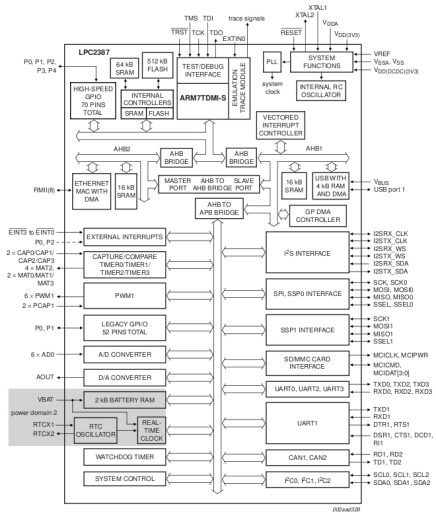 TMS TDI trace signals
TRST TCK TDO EXTIN0
XTAL1
XTAL2 VDDA
RESET VDD(3V3)
LPC2387
P0, P1, P2,
P3, P4
HIGH-SPEED
GPIO
70 PINS
TOTAL
64 kB
SRAM
512 kB
FLASH
INTERNAL
CONTROLLERS
SRAM FLASH
TEST/DEBUG
INTERFACE
ARM7TDMI-S
EMULATION
TRACE MODULE
PLL
system
clock
SYSTEM
FUNCTIONS
INTERNAL RC
OSCILLATOR
VREF
VSSA, VSS
VDD(DCDC)(3V3)
VECTORED
INTERRUPT
CONTROLLER
AHB2
AHB
BRIDGE
AHB
BRIDGE
AHB1
RMII(8)
ETHERNET
MAC WITH
DMA
16 kB
SRAM
MASTER AHB TO SLAVE
PORT AHB BRIDGE PORT
16 kB
SRAM
USB WITH
4 kB RAM
AND DMA
VBUS
USB port 1
AHB TO
APB BRIDGE
GP DMA
CONTROLLER
EINT3 to EINT0
P0, P2
EXTERNAL INTERRUPTS
2 × CAP0/CAP1/
CAP2/CAP3
4 × MAT2,
2 × MAT0/MAT1/
MAT3
CAPTURE/COMPARE
TIMER0/TIMER1/
TIMER2/TIMER3
6 × PWM1
2 × PCAP1
PWM1
P0, P1
LEGACY GPIO
52 PINS TOTAL
6 × AD0
A/D CONVERTER
AOUT
D/A CONVERTER
VBAT
2 kB BATTERY RAM
power domain 2
RTCX1
RTCX2
RTC
OSCILLATOR
REAL-
TIME
CLOCK
WATCHDOG TIMER
SYSTEM CONTROL
I2S INTERFACE
I2SRX_CLK
I2STX_CLK
I2SRX_WS
I2STX_WS
I2SRX_SDA
I2STX_SDA
SPI, SSP0 INTERFACE
SCK, SCK0
MOSI, MOSI0
MISO, MISO0
SSEL, SSEL0
SSP1 INTERFACE
SCK1
MOSI1
MISO1
SSEL1
SD/MMC CARD
INTERFACE
MCICLK, MCIPWR
MCICMD,
MCIDAT[3:0]
UART0, UART2, UART3
TXD0, TXD2, TXD3
RXD0, RXD2, RXD3
UART1
TXD1
RXD1
DTR1, RTS1
DSR1, CTS1, DCD1,
RI1
CAN1, CAN2
RD1, RD2
TD1, TD2
I2C0, I2C1, I2C2
SCL0, SCL1, SCL2
SDA0, SDA1, SDA2
002aad328